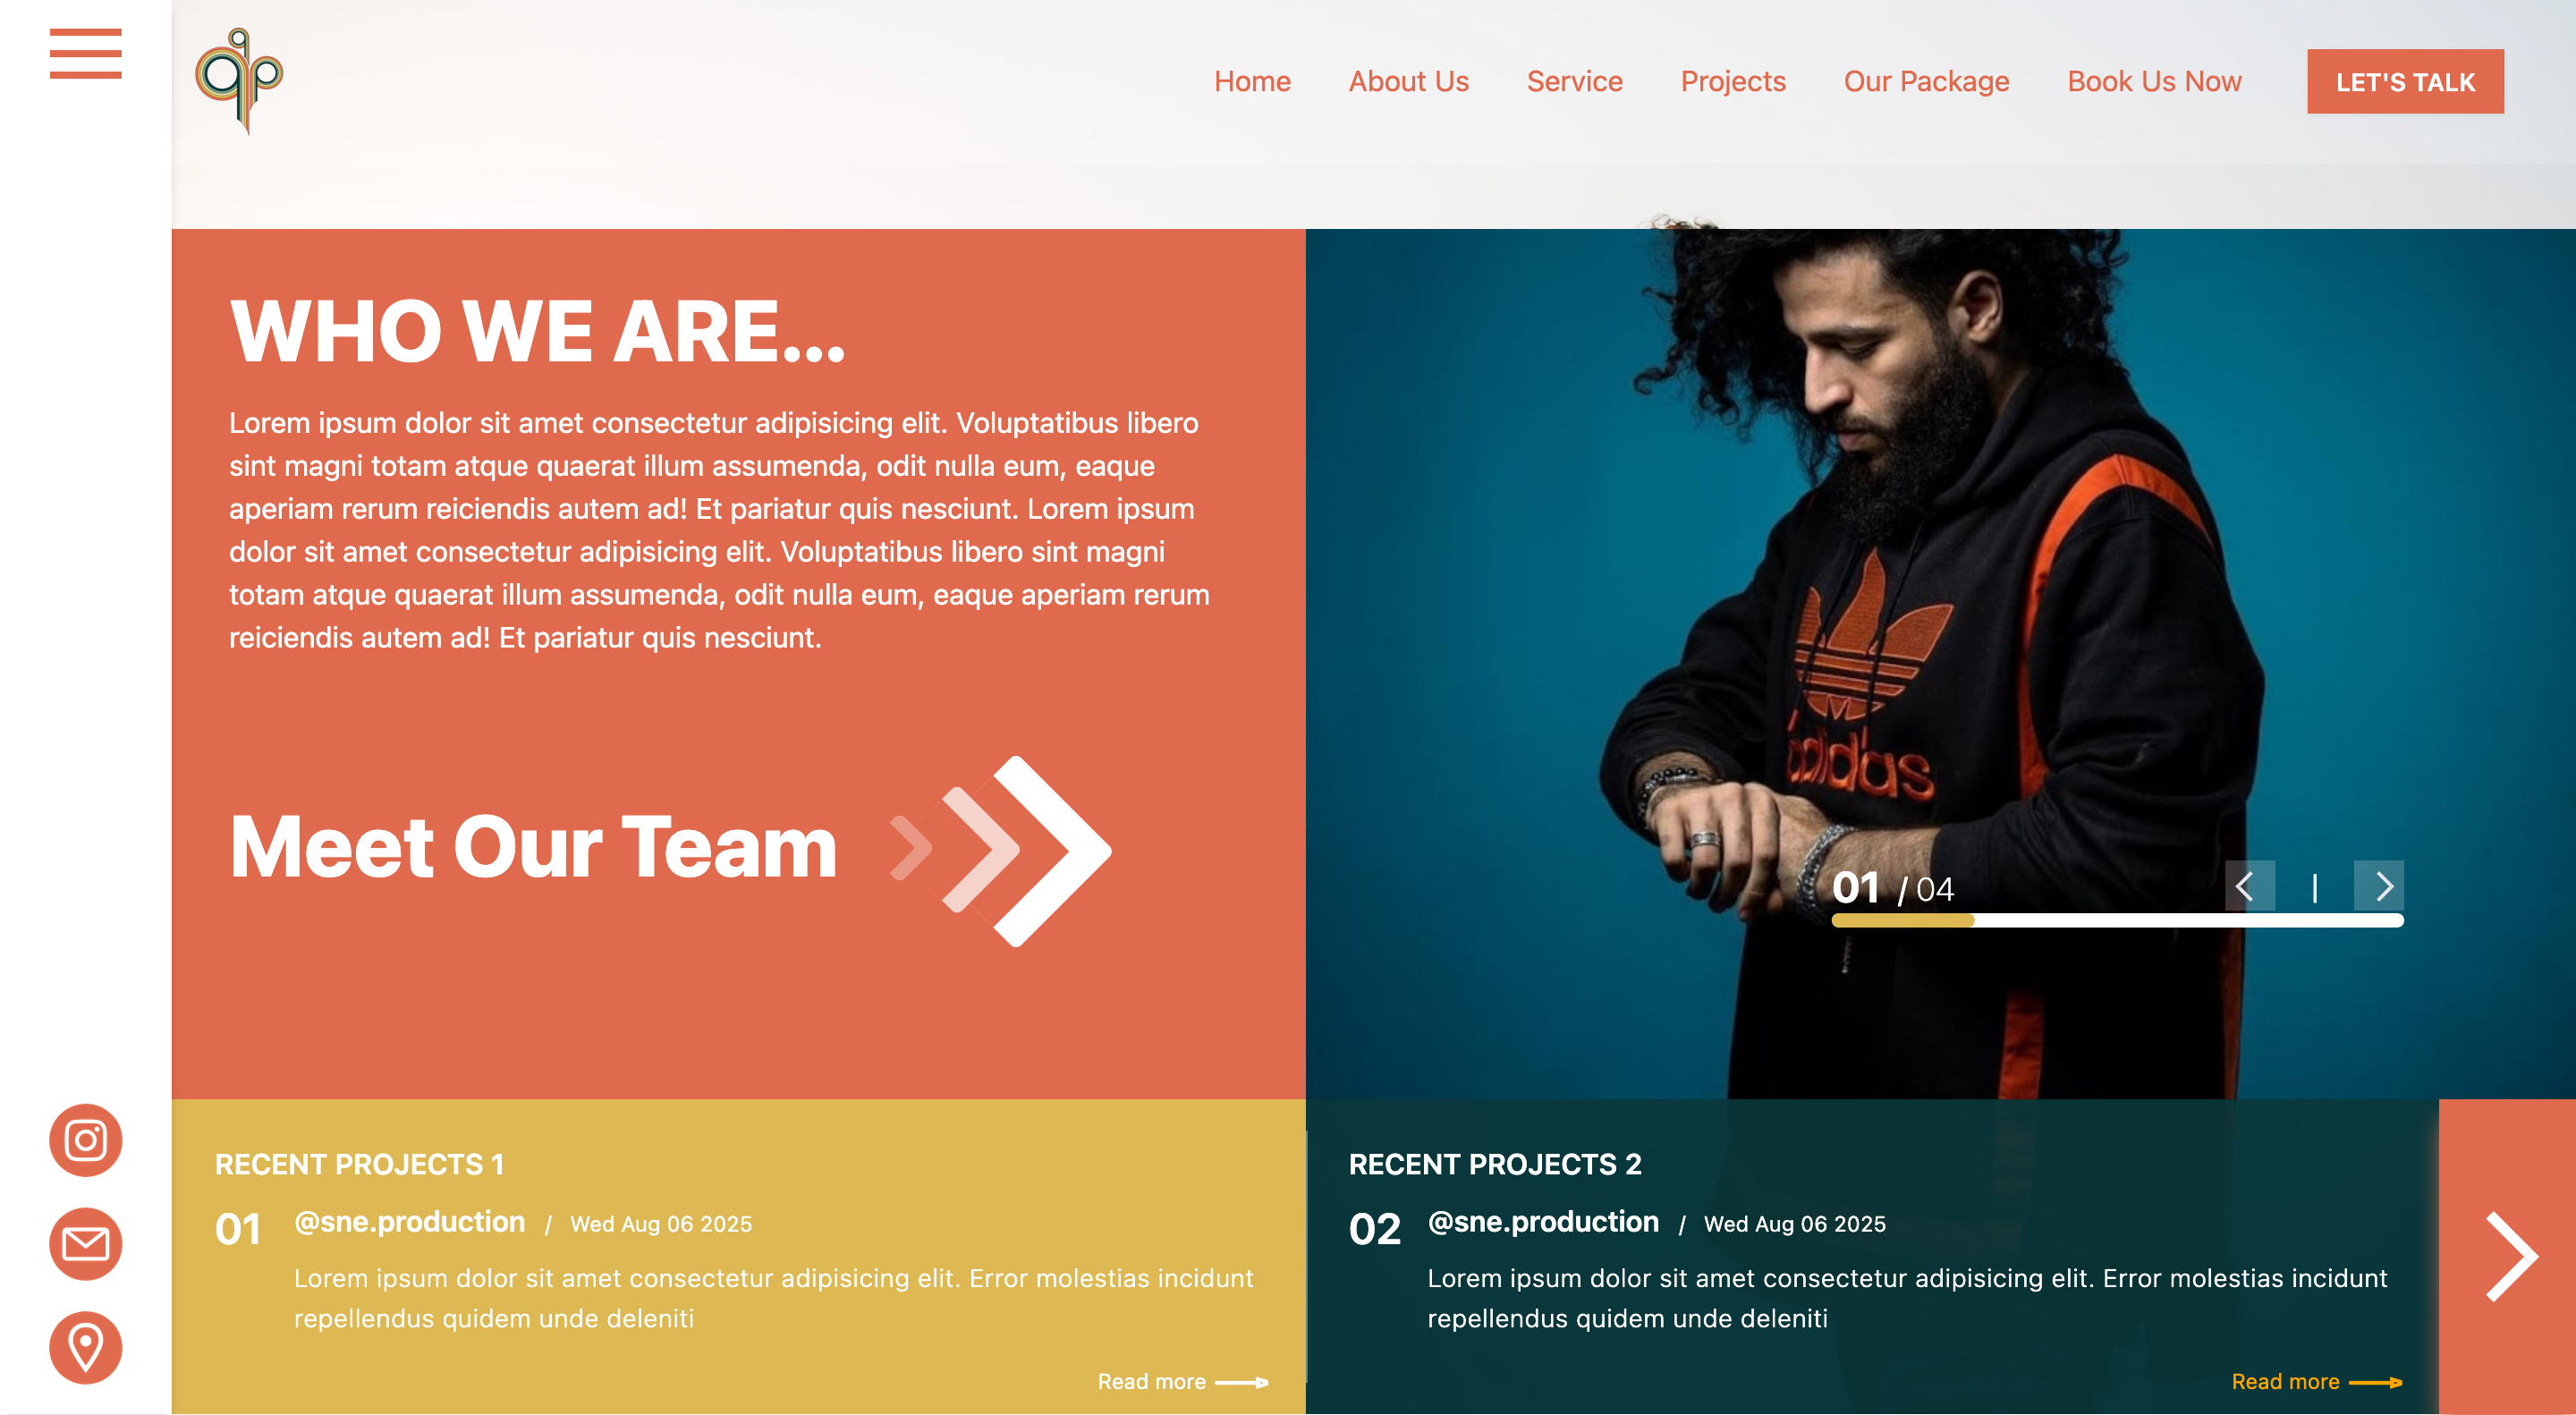 Home About Us Service Projects Our Package Book Us Now LET'S TALK
WHO WE ARE...
Lorem ipsum dolor sit amet consectetur adipisicing elit. Voluptatibus libero
sint magni totam atque quaerat illum assumenda, odit nulla eum, eaque
aperiam rerum reiciendis autem ad! Et pariatur quis nesciunt. Lorem ipsum
dolor sit amet consectetur adipisicing elit. Voluptatibus libero sint magni
totam atque quaerat illum assumenda, odit nulla eum, eaque aperiam rerum
reiciendis autem ad! Et pariatur quis nesciunt.
Meet Our Team
adidas
01 / 04
RECENT PROJECTS 1
01 @sne.production / Wed Aug 06 2025
Lorem ipsum dolor sit amet consectetur adipisicing elit. Error molestias incidunt
repellendus quidem unde deleniti
Read more
RECENT PROJECTS 2
02 @sne.production / Wed Aug 06 2025
Lorem ipsum dolor sit amet consectetur adipisicing elit. Error molestias incidunt
repellendus quidem unde deleniti
Read more